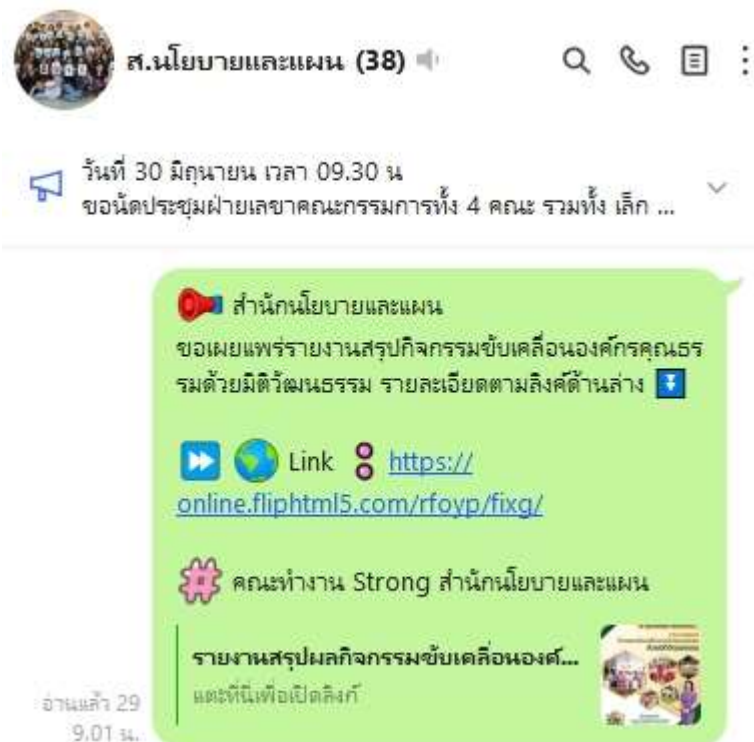 ส.นโยบายและแผน (38)
วันที่ 30 มิถุนายน เวลา 09.30 น
ขอนัดประชุมฝ่ายเลขาคณะกรรมการทั้ง 4 คณะ รวมทั้ง เล็ก ...
สำนักนโยบายและแผน
ขอเผยแพร่รายงานสรุปกิจกรรมขับเคลื่อนองค์กรคุณธร
รมด้วยมิติวัฒนธรรม รายละเอียดตามลิงค์ด้านล่าง
Link https://
online.fliphtml5.com/rfoyp/fixg/
# คณะทำงาน Strong สำนักนโยบายและแผน
รายงานสรุปผลกิจกรรมขับเคลื่อนองค์...
แตะที่นี่เพื่อเปิดลิงก์
อ่านแล้ว 29
9.01 น.